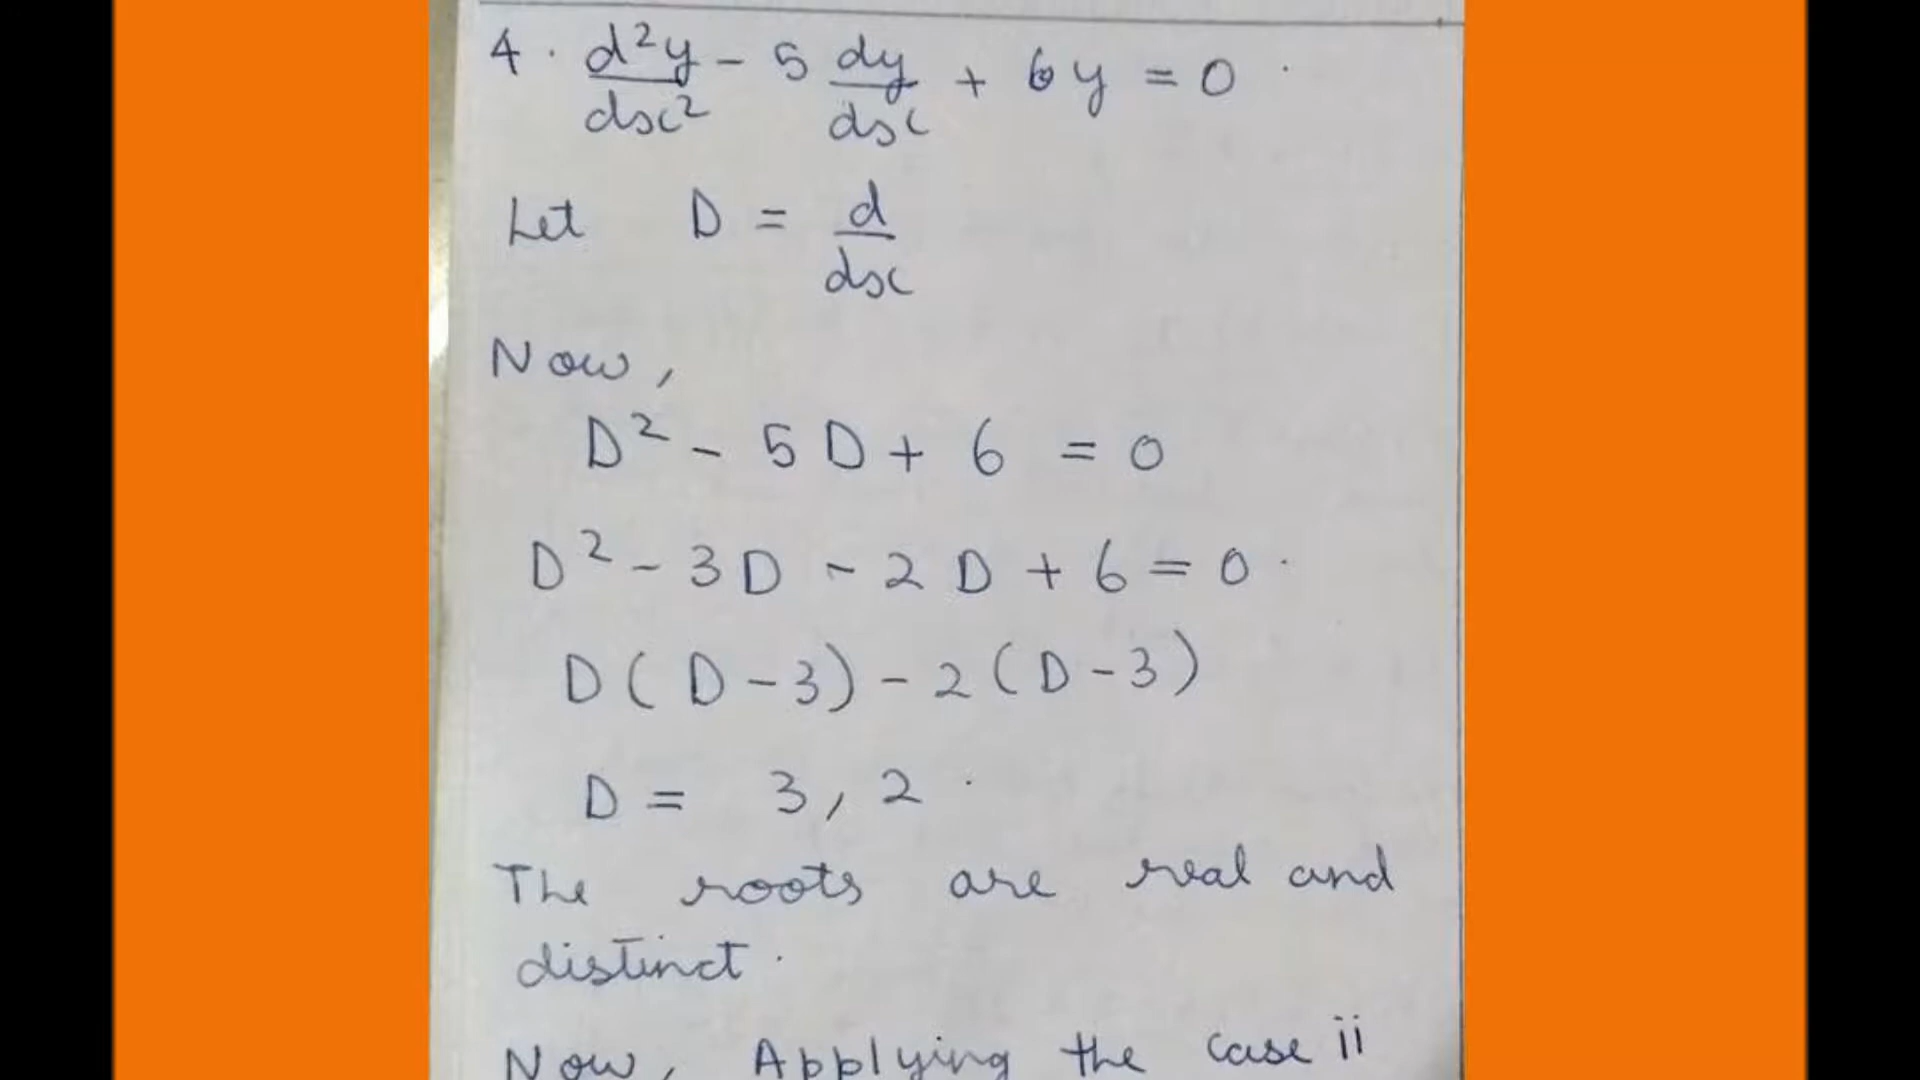 4. d²y/dx² - 5 dy/dx + 6y = 0.
Let D = d/dx
Now,
D² - 5D + 6 = 0
D² - 3D - 2D + 6 = 0.
D(D-3) - 2(D-3)
D = 3, 2.
The roots are real and
distinct.
Now, Applying the case ii